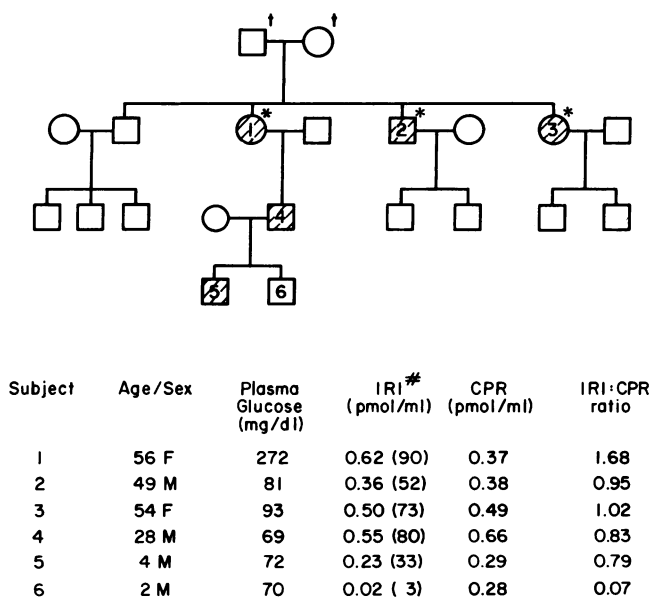 † †
1 * 2 * 3 *
4
5 6
Subject Age/Sex Plasma Glucose (mg/dl) IRI# (pmol/ml) CPR (pmol/ml) IRI:CPR ratio
1 56 F 272 0.62 (90) 0.37 1.68
2 49 M 81 0.36 (52) 0.38 0.95
3 54 F 93 0.50 (73) 0.49 1.02
4 28 M 69 0.55 (80) 0.66 0.83
5 4 M 72 0.23 (33) 0.29 0.79
6 2 M 70 0.02 ( 3) 0.28 0.07